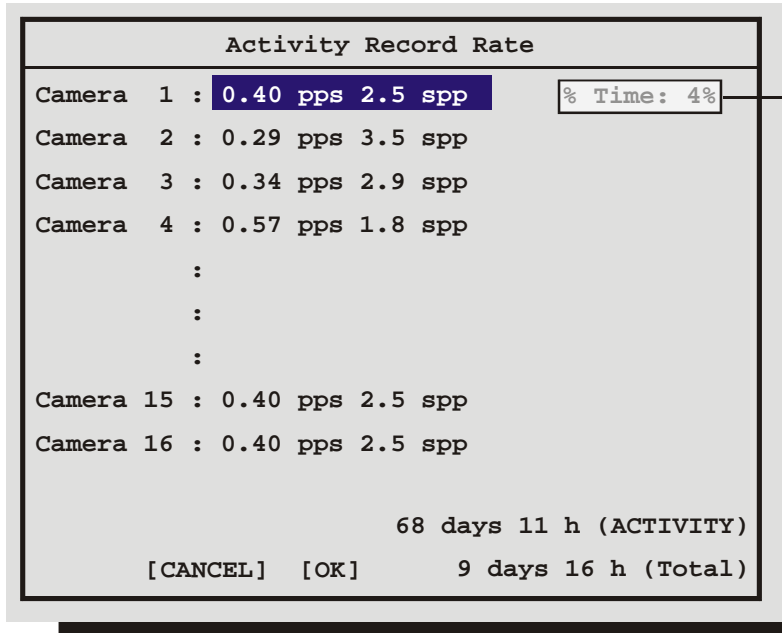 Activity Record Rate
Camera 1 : 0.40 pps 2.5 spp % Time: 4%
Camera 2 : 0.29 pps 3.5 spp
Camera 3 : 0.34 pps 2.9 spp
Camera 4 : 0.57 pps 1.8 spp
:
:
:
Camera 15 : 0.40 pps 2.5 spp
Camera 16 : 0.40 pps 2.5 spp
68 days 11 h (ACTIVITY)
[CANCEL] [OK] 9 days 16 h (Total)